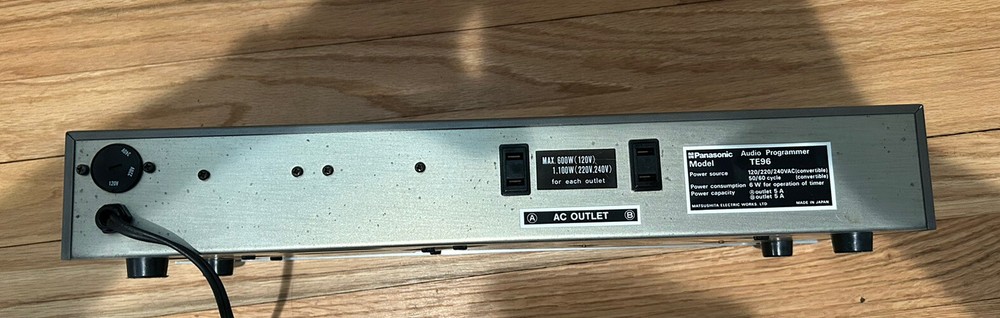 240V
220V
120V
MAX. 600W(120V)
1.100W(220V.240V)
for each outlet
Ⓐ AC OUTLET Ⓑ
Panasonic Audio Programmer
Model TE96
Power source 120/220/240VAC(convertible)
50/60 cycle (convertible)
Power consumption 6 W for operation of timer
Power capacity Ⓐoutlet 5 A
Ⓑoutlet 5 A
MATSUSHITA ELECTRIC WORKS. LTD. MADE IN JAPAN